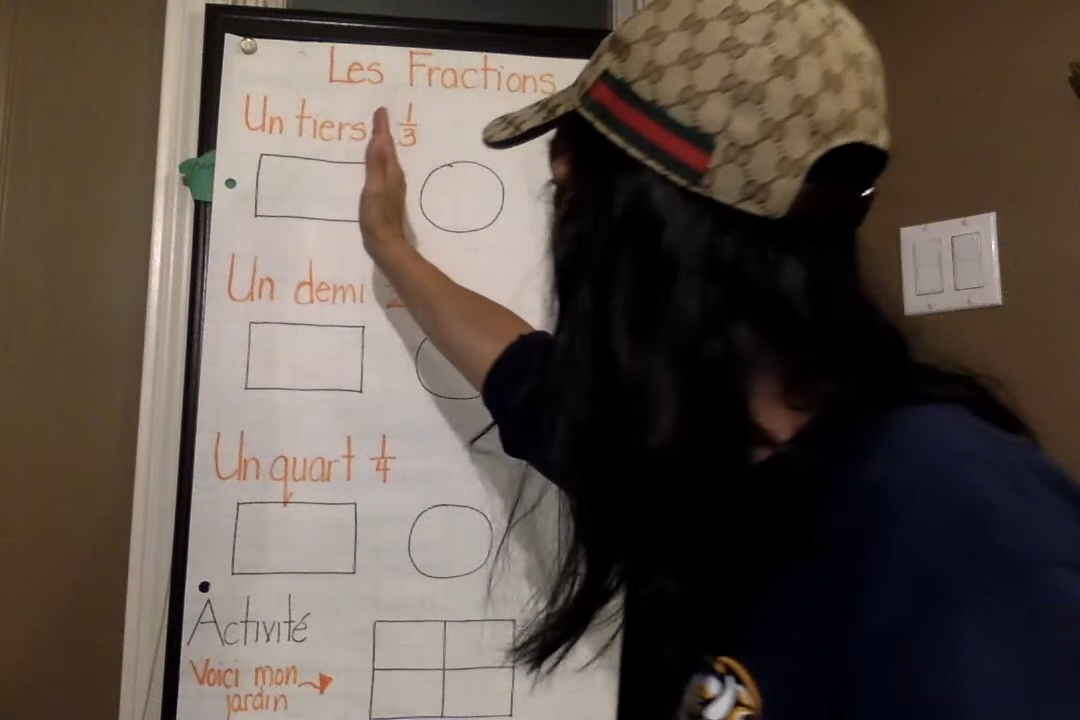 Les Fractions
Un tiers 1/3
Un demi
Un quart 1/4
Activité
Voici mon
jardin